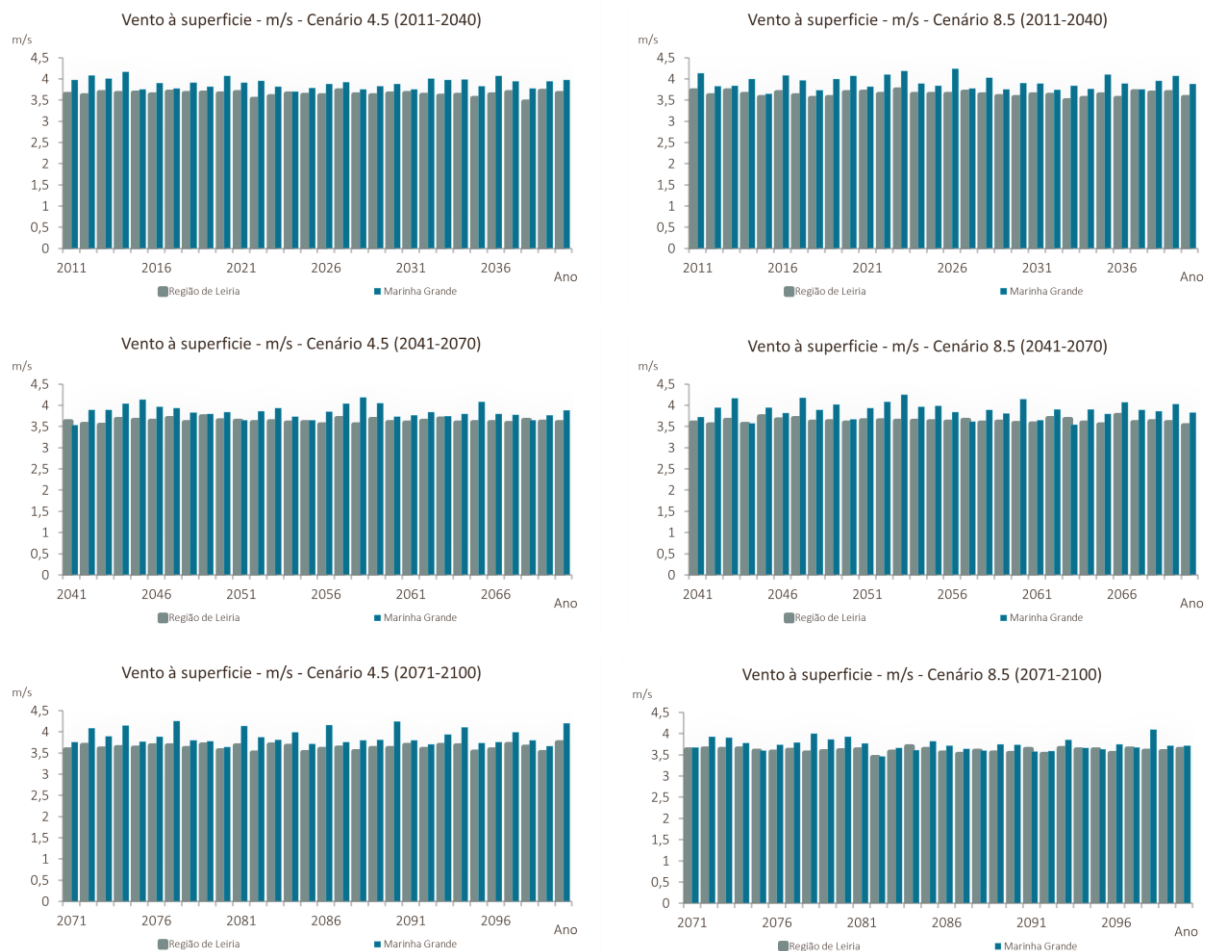 Vento à superficie - m/s - Cenário 4.5 (2011-2040)
m/s
4,5
4
3,5
3
2,5
2
1,5
1
0,5
0
2011 2016 2021 2026 2031 2036
Ano
Região de Leiria Marinha Grande
Vento à superficie - m/s - Cenário 8.5 (2011-2040)
m/s
4,5
4
3,5
3
2,5
2
1,5
1
0,5
0
2011 2016 2021 2026 2031 2036
Ano
Região de Leiria Marinha Grande
Vento à superficie - m/s - Cenário 4.5 (2041-2070)
m/s
4,5
4
3,5
3
2,5
2
1,5
1
0,5
0
2041 2046 2051 2056 2061 2066
Ano
Região de Leiria Marinha Grande
Vento à superficie - m/s - Cenário 8.5 (2041-2070)
m/s
4,5
4
3,5
3
2,5
2
1,5
1
0,5
0
2041 2046 2051 2056 2061 2066
Ano
Região de Leiria Marinha Grande
Vento à superficie - m/s - Cenário 4.5 (2071-2100)
m/s
4,5
4
3,5
3
2,5
2
1,5
1
0,5
0
2071 2076 2081 2086 2091 2096
Ano
Região de Leiria Marinha Grande
Vento à superficie - m/s - Cenário 8.5 (2071-2100)
m/s
4,5
4
3,5
3
2,5
2
1,5
1
0,5
0
2071 2076 2081 2086 2091 2096
Ano
Região de Leiria Marinha Grande